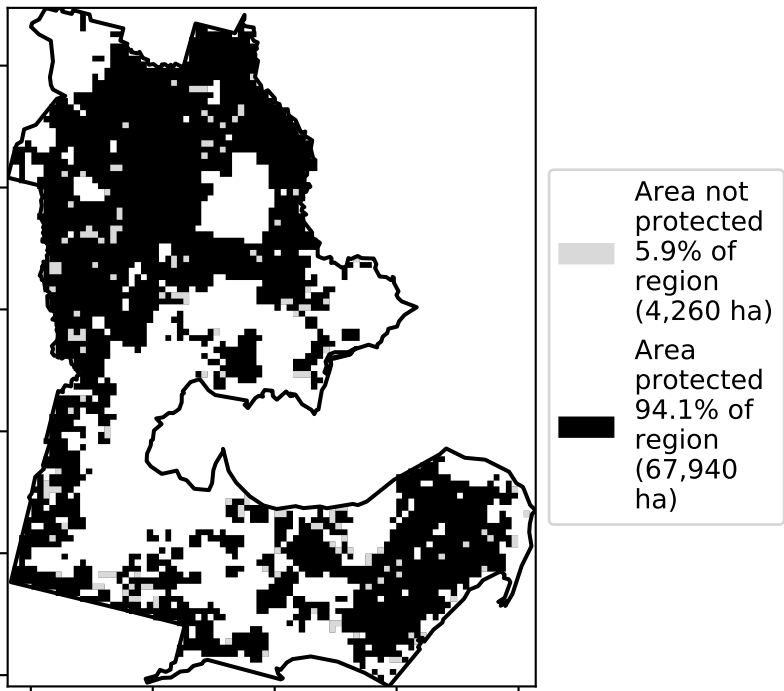 Area not
protected
5.9% of
region
(4,260 ha)
Area
protected
94.1% of
region
(67,940
ha)